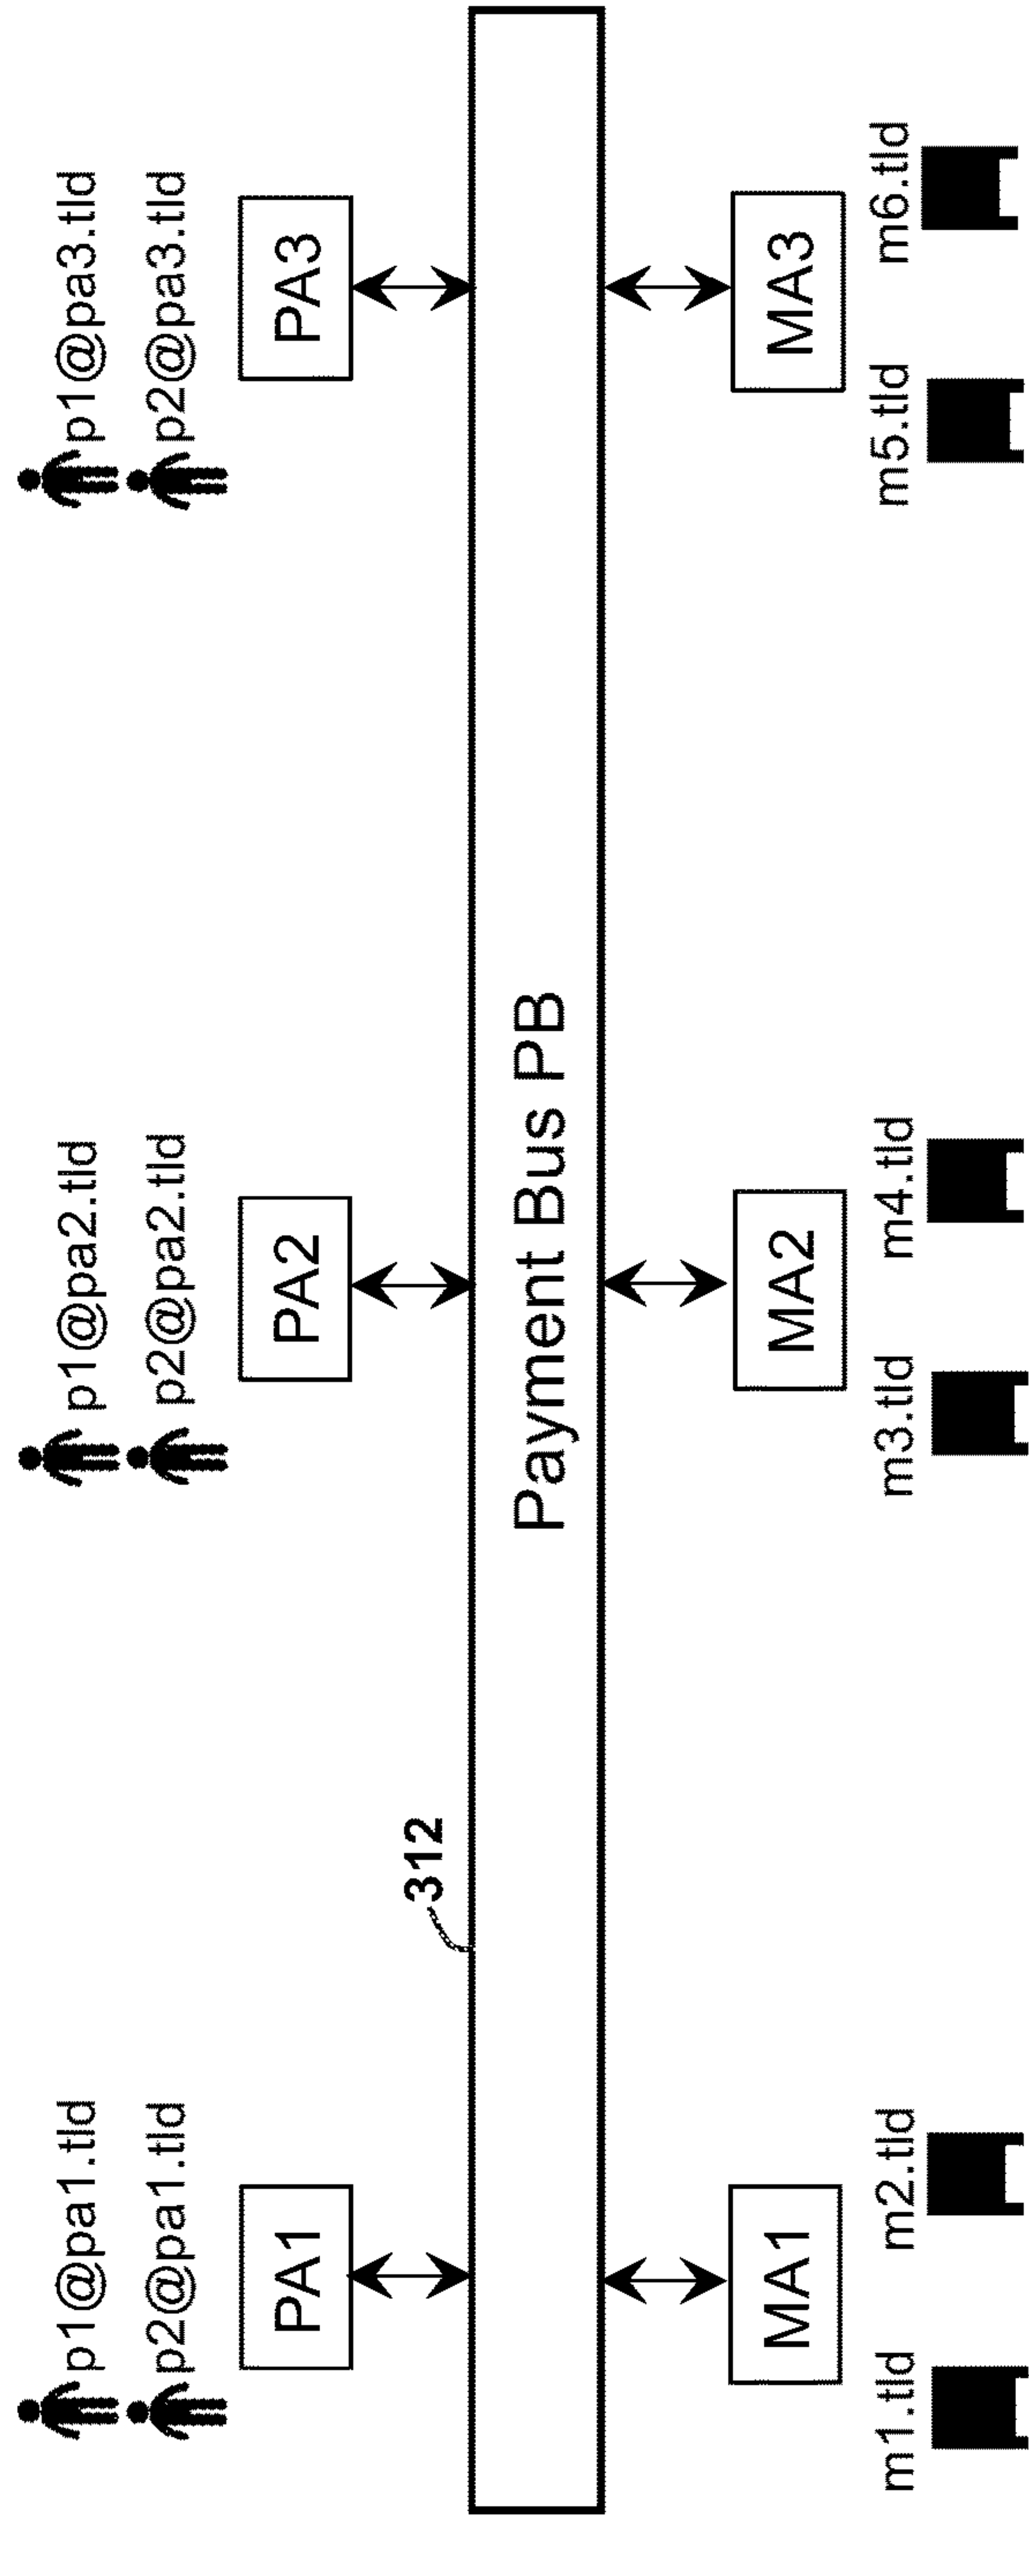 p1@pa1.tld
p2@pa1.tld
p1@pa2.tld
p2@pa2.tld
p1@pa3.tld
p2@pa3.tld
PA1
PA2
PA3
312
Payment Bus PB
MA1
MA2
MA3
m1.tld
m2.tld
m3.tld
m4.tld
m5.tld
m6.tld